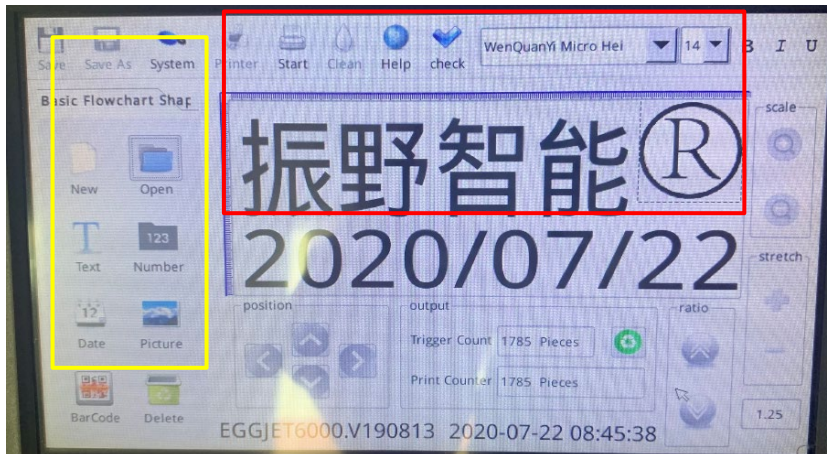 Save Save As System Printer Start Clean Help check WenQuanYi Micro Hei 14 B I U
Basic Flowchart Shap
scale
振野智能®
New Open
2020/07/22
Text Number
stretch
Date Picture
position output ratio
Trigger Count 1785 Pieces
Print Counter 1785 Pieces
BarCode Delete
1.25
EGGJET6000.V190813 2020-07-22 08:45:38
123
12